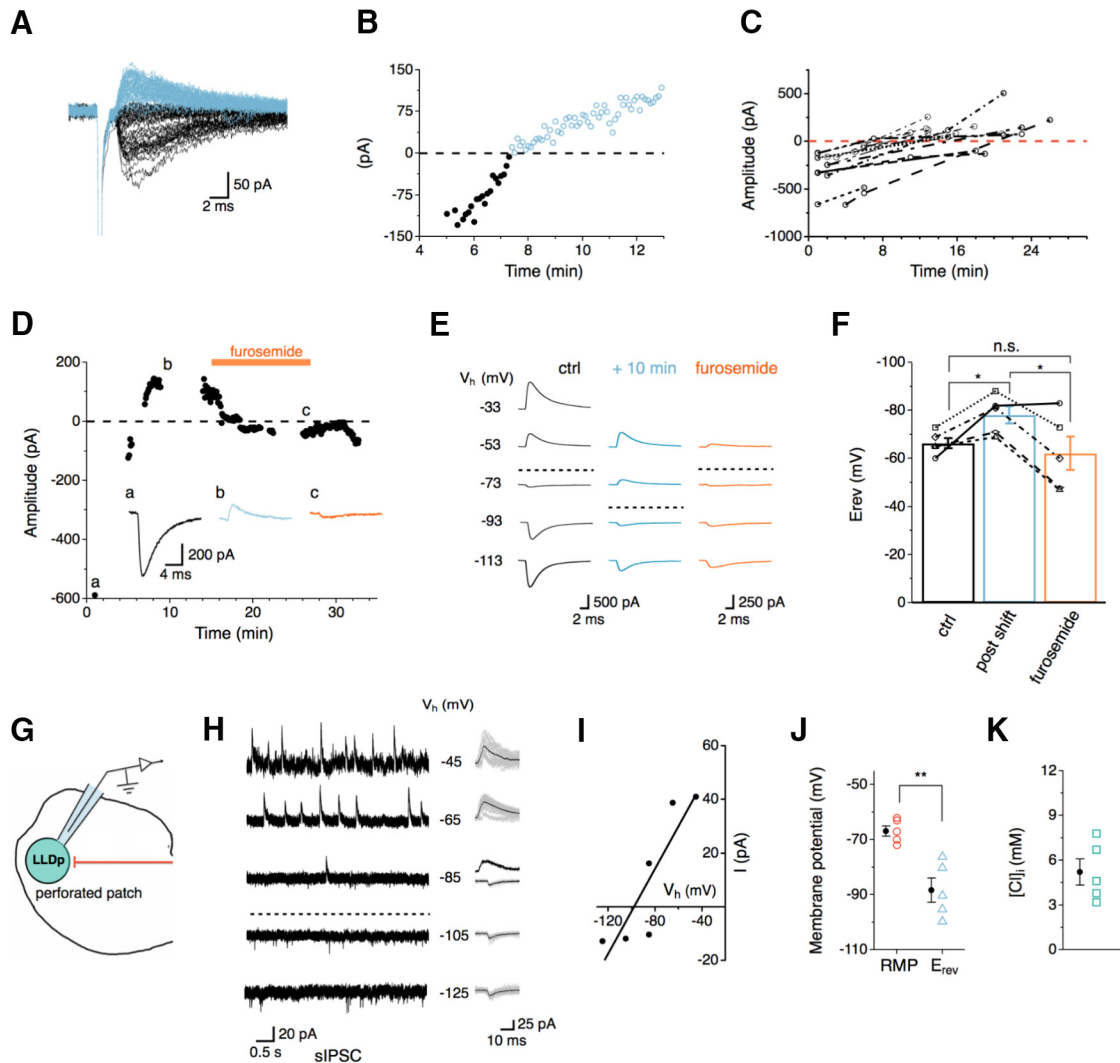 A
50 pA
2 ms
B
150
75
0
-75
-150
(pA)
4 6 8 10 12
Time (min)
C
500
0
-500
-1000
Amplitude (pA)
0 8 16 24
Time (min)
D
furosemide
200
0
-200
-400
-600
Amplitude (pA)
b
c
a b c
200 pA
4 ms
a
0 10 20 30
Time (min)
E
ctrl + 10 min furosemide
Vh (mV)
-33
-53
-73
-93
-113
500 pA
2 ms
250 pA
2 ms
F
n.s.
* *
-100
-80
-60
-40
-20
0
Erev (mV)
ctrl
post shift
furosemide
G
LLDp
perforated patch
H
Vh (mV)
-45
-65
-85
-105
-125
20 pA
0.5 s
sIPSC
25 pA
10 ms
I
60
40
20
-20
I (pA)
Vh (mV)
-120 -80 -40
J
**
-50
-70
-90
-110
Membrane potential (mV)
RMP Erev
K
12
9
6
3
0
[Cl]i (mM)